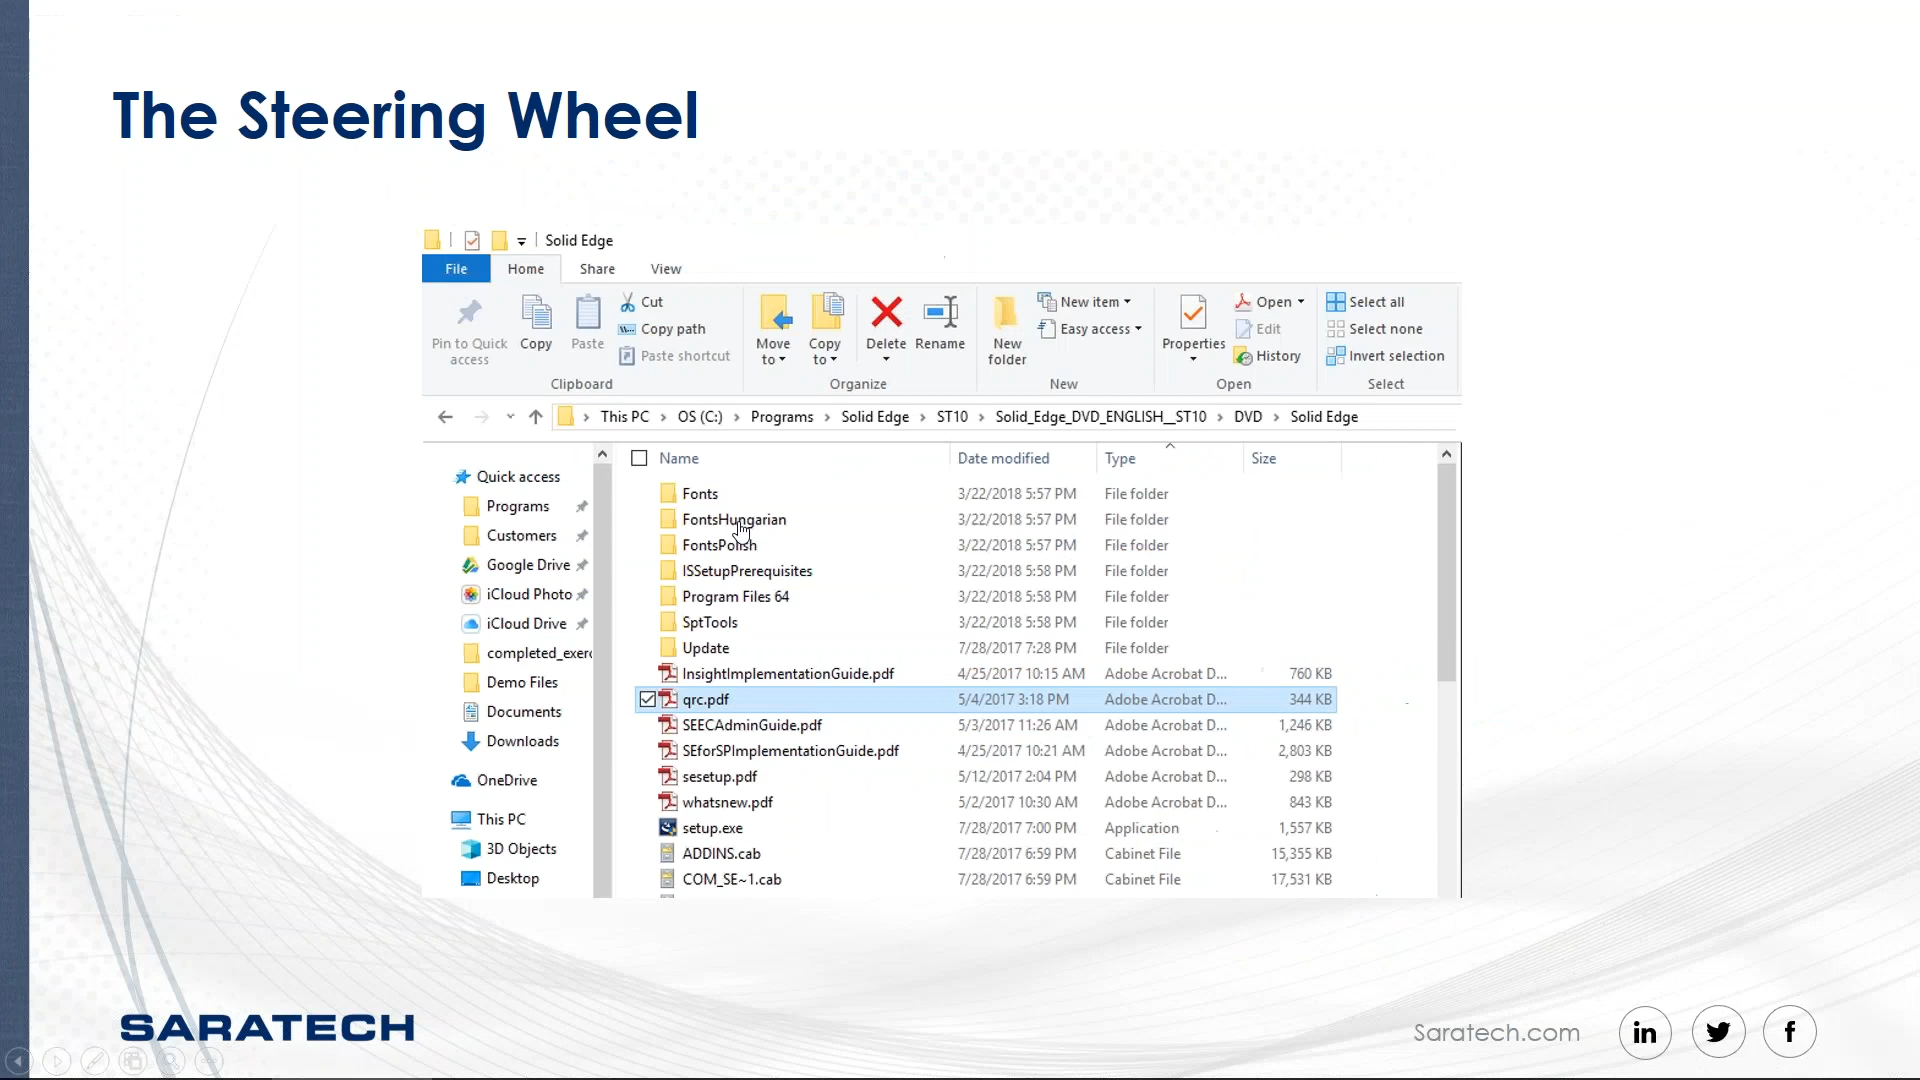 The Steering Wheel
Solid Edge
File Home Share View
Pin to Quick access
Copy
Paste
Cut
Copy path
Paste shortcut
Clipboard
Move to
Copy to
Delete
Rename
Organize
New folder
New item
Easy access
New
Properties
Open
Edit
History
Open
Select all
Select none
Invert selection
Select
This PC > OS (C:) > Programs > Solid Edge > ST10 > Solid_Edge_DVD_ENGLISH__ST10 > DVD > Solid Edge
Quick access
Programs
Customers
Google Drive
iCloud Photo
iCloud Drive
completed_exerc
Demo Files
Documents
Downloads
OneDrive
This PC
3D Objects
Desktop
Name Date modified Type Size
Fonts 3/22/2018 5:57 PM File folder
FontsHungarian 3/22/2018 5:57 PM File folder
FontsPolish 3/22/2018 5:57 PM File folder
ISSetupPrerequisites 3/22/2018 5:58 PM File folder
Program Files 64 3/22/2018 5:58 PM File folder
SptTools 3/22/2018 5:58 PM File folder
Update 7/28/2017 7:28 PM File folder
InsightImplementationGuide.pdf 4/25/2017 10:15 AM Adobe Acrobat D... 760 KB
qrc.pdf 5/4/2017 3:18 PM Adobe Acrobat D... 344 KB
SEECAdminGuide.pdf 5/3/2017 11:26 AM Adobe Acrobat D... 1,246 KB
SEforSPImplementationGuide.pdf 4/25/2017 10:21 AM Adobe Acrobat D... 2,803 KB
sesetup.pdf 5/12/2017 2:04 PM Adobe Acrobat D... 298 KB
whatsnew.pdf 5/2/2017 10:30 AM Adobe Acrobat D... 843 KB
setup.exe 7/28/2017 7:00 PM Application 1,557 KB
ADDINS.cab 7/28/2017 6:59 PM Cabinet File 15,355 KB
COM_SE~1.cab 7/28/2017 6:59 PM Cabinet File 17,531 KB
SARATECH
Saratech.com
in
f